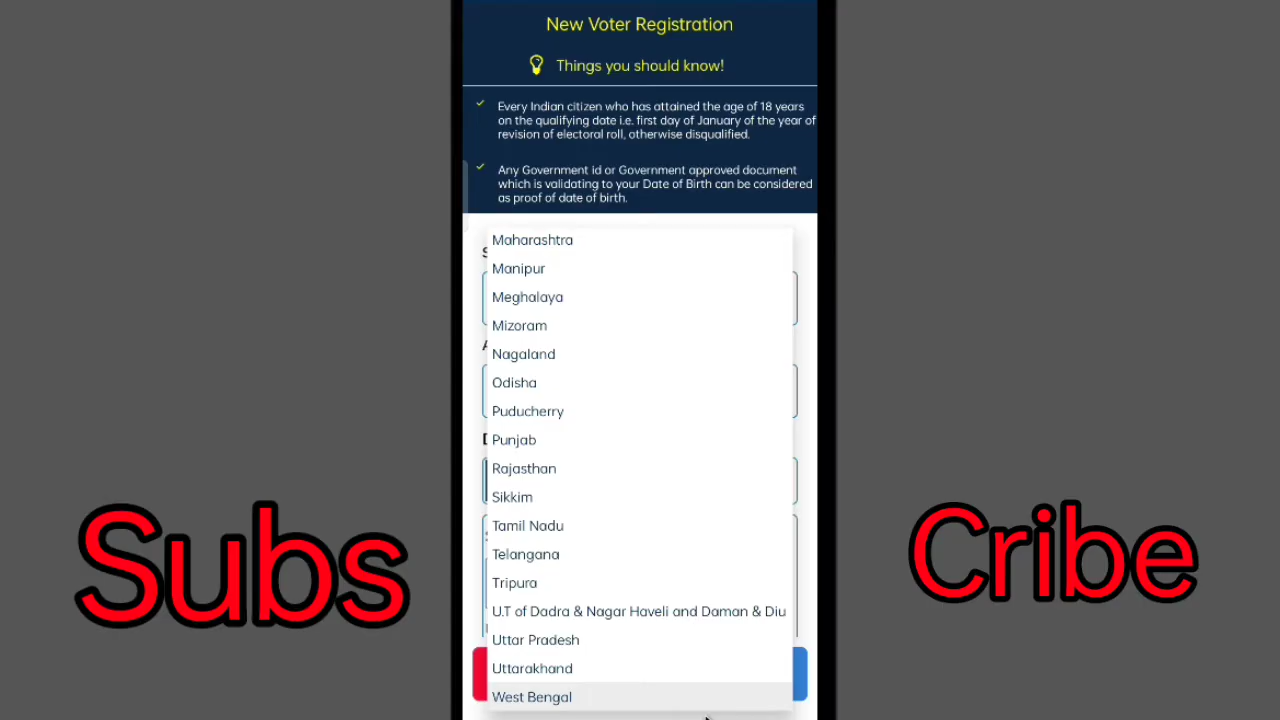 New Voter Registration
Things you should know!
Every Indian citizen who has attained the age of 18 years
on the qualifying date i.e. first day of January of the year of
revision of electoral roll, otherwise disqualified.
Any Government id or Government approved document
which is validating to your Date of Birth can be considered
as proof of date of birth.
Maharashtra
Manipur
Meghalaya
Mizoram
Nagaland
Odisha
Puducherry
Punjab
Rajasthan
Sikkim
Tamil Nadu
Telangana
Tripura
U.T of Dadra & Nagar Haveli and Daman & Diu
Uttar Pradesh
Uttarakhand
West Bengal
Subs
Cribe